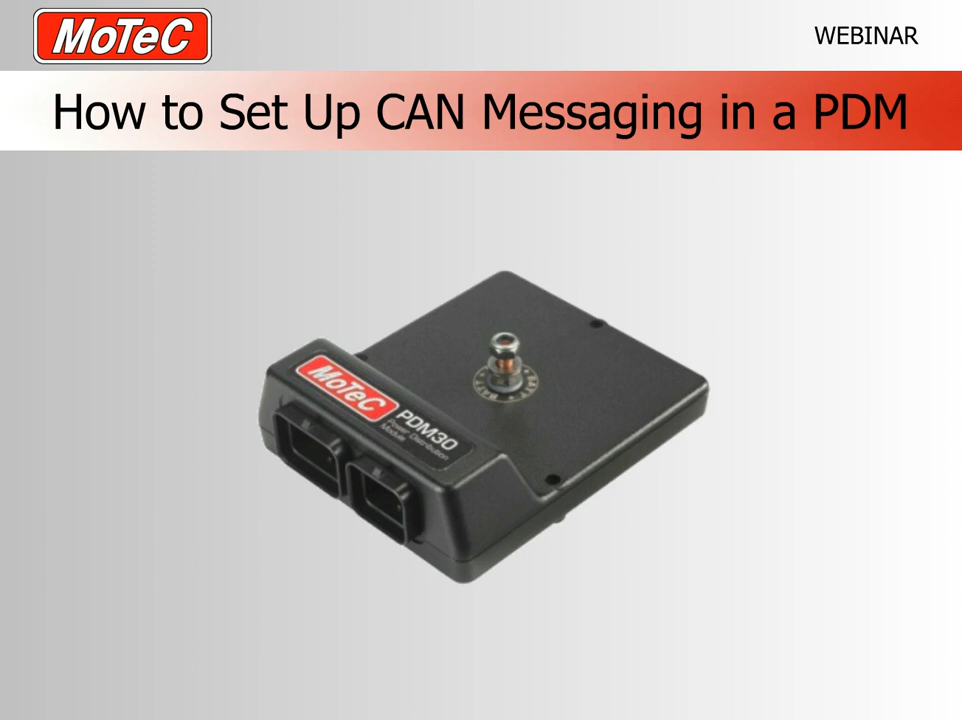 MoTeC
WEBINAR
How to Set Up CAN Messaging in a PDM
MoTeC
PDM30
Power Distribution
Module